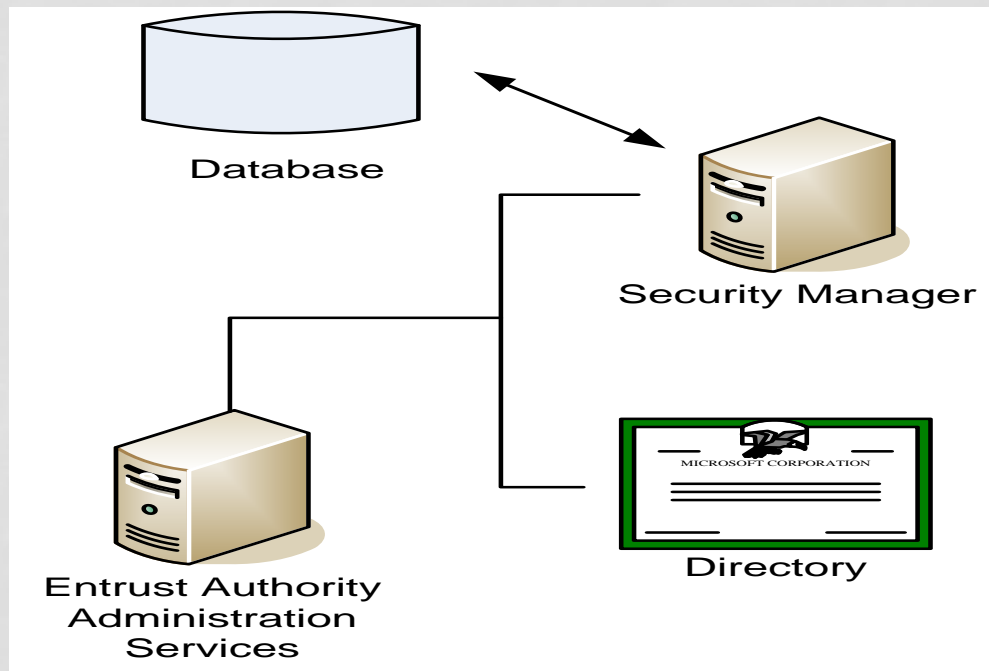 Database
Security Manager
MICROSOFT CORPORATION
Directory
Entrust Authority
Administration
Services